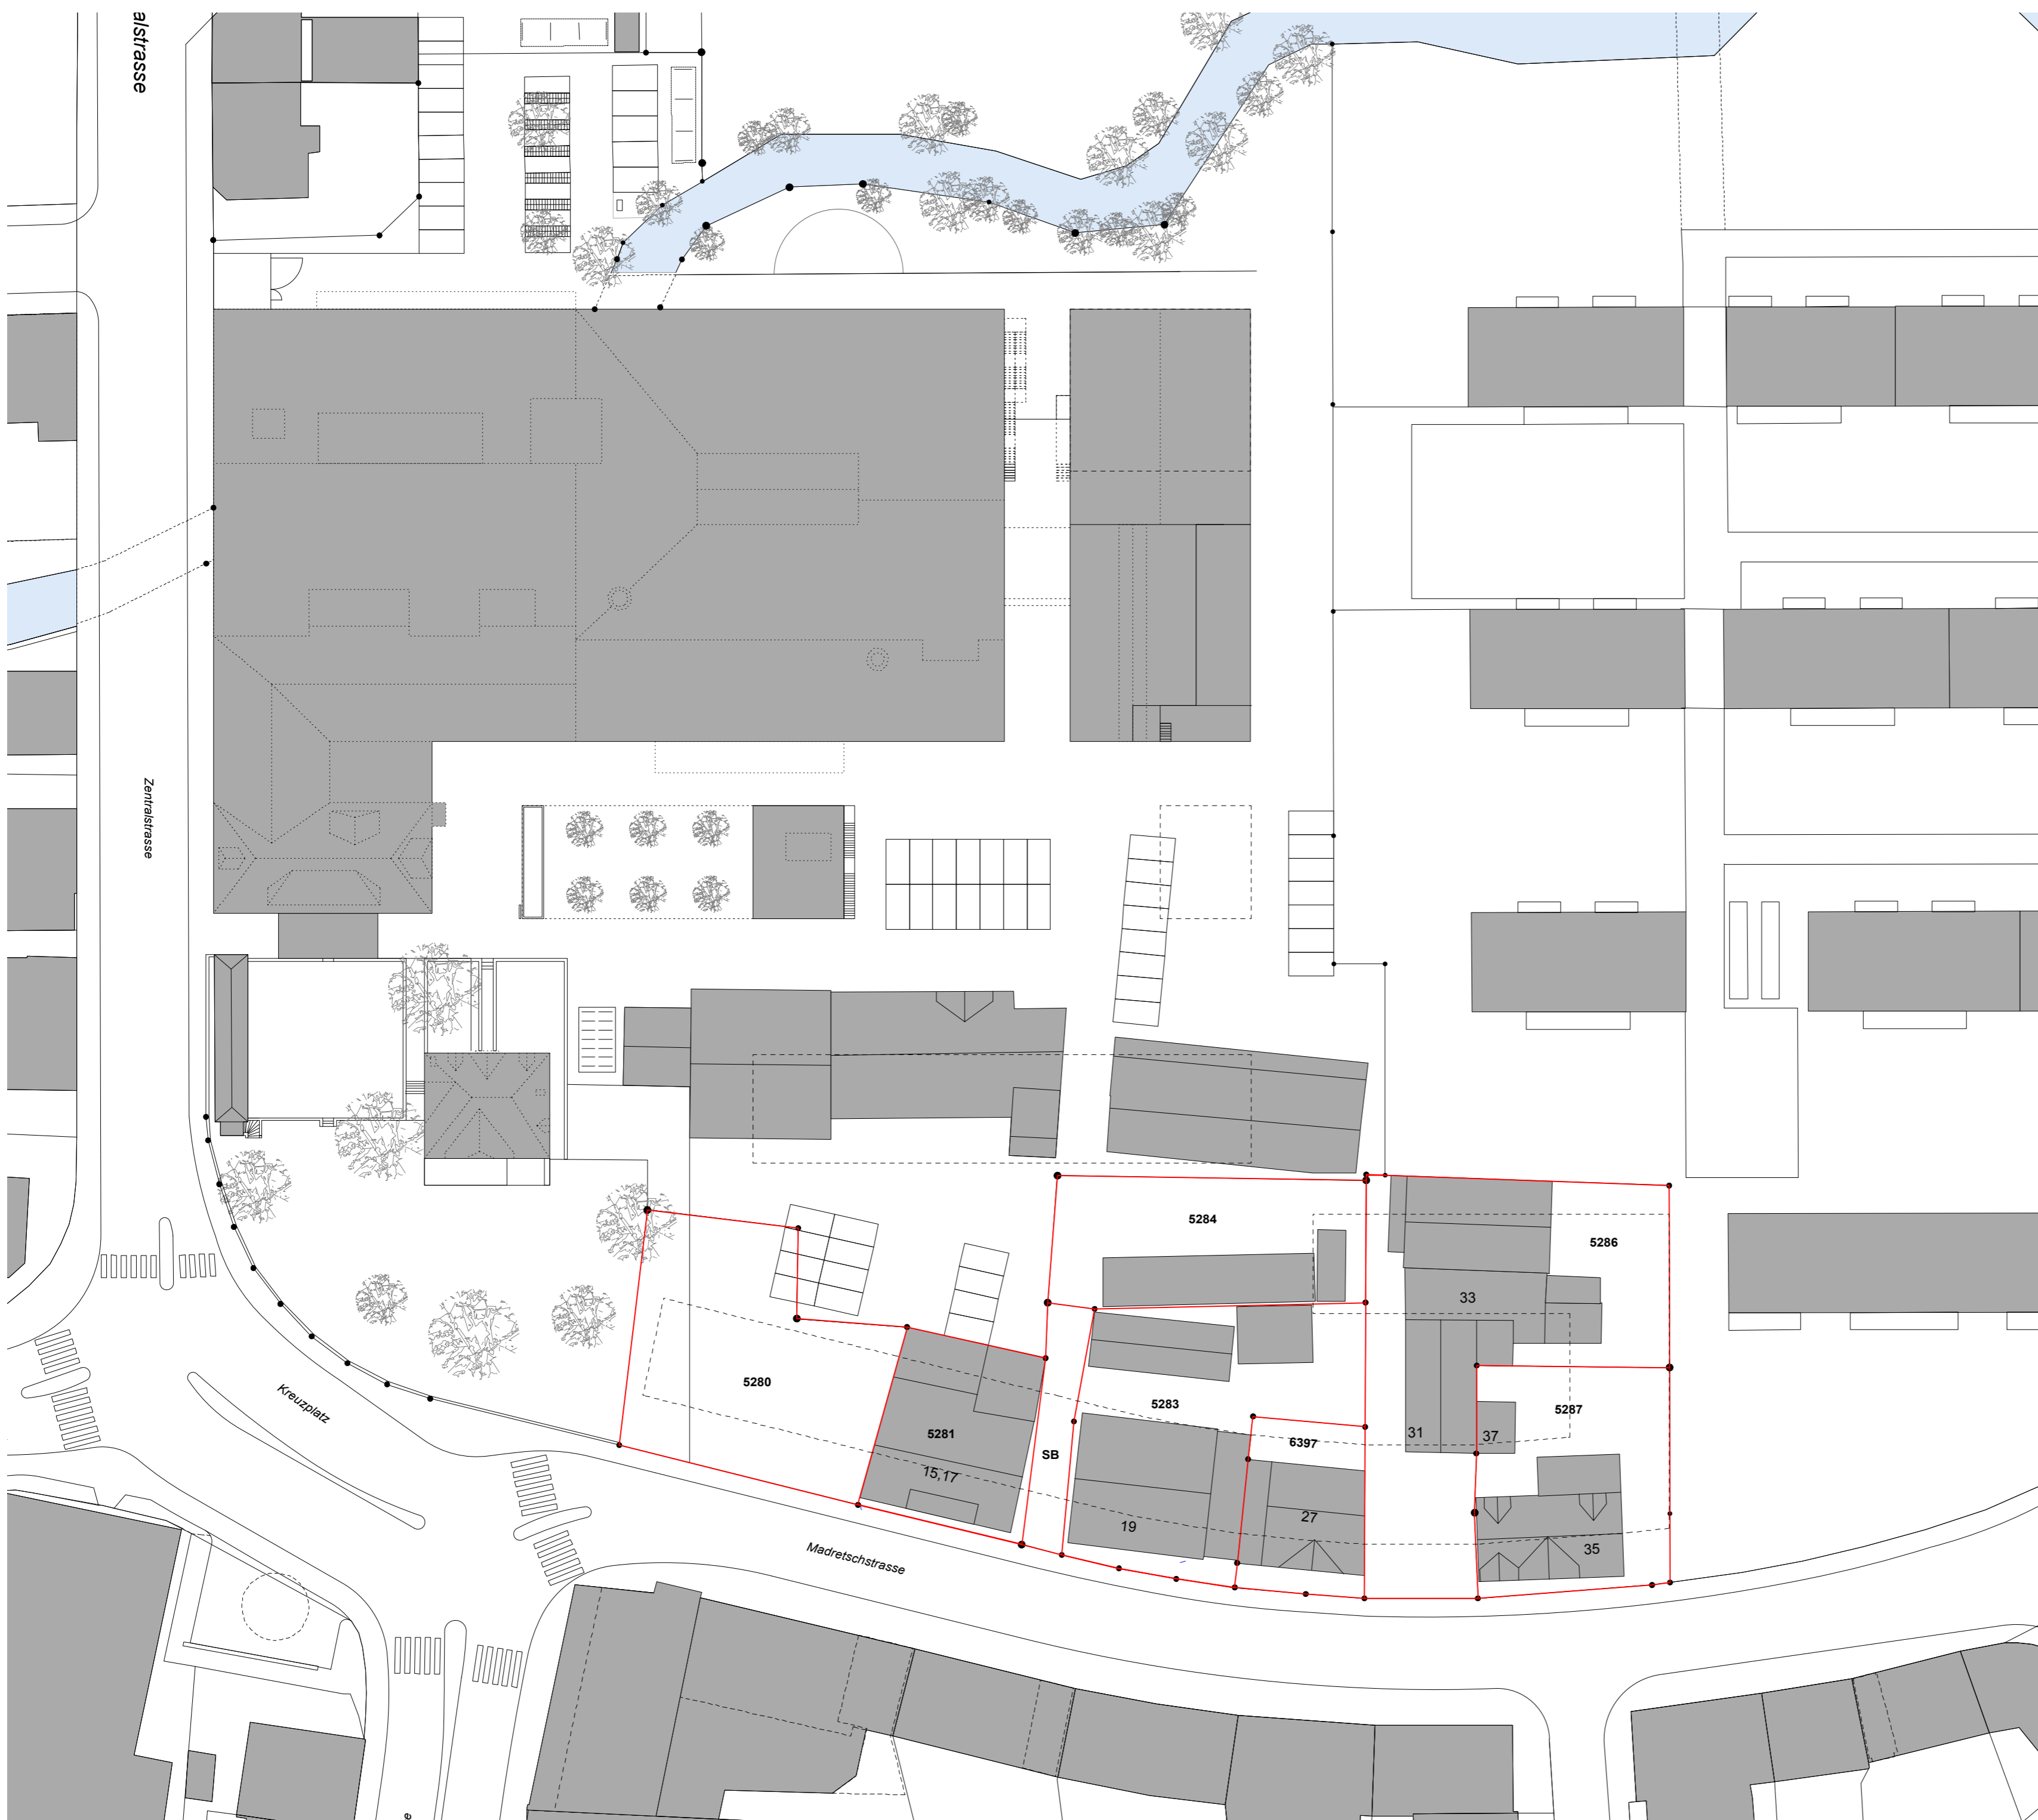 alstrasse
Zentralstrasse
5284
5286
33
5280
5283
5287
5281
31
37
6397
SB
15,17
19
27
35
Kreuzplatz
Madretschstrasse
e